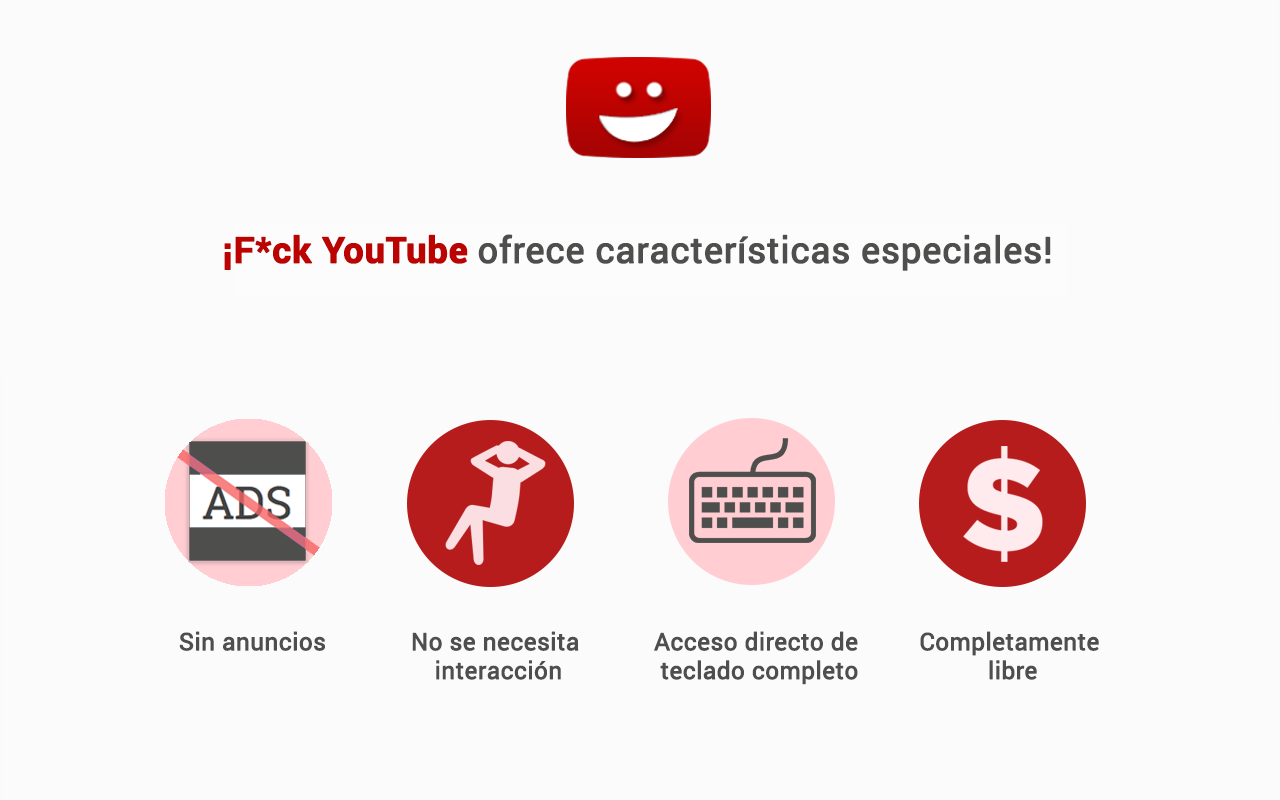 ¡F*ck YouTube ofrece características especiales!
ADS
Sin anuncios
No se necesita
interacción
Acceso directo de
teclado completo
Completamente
libre